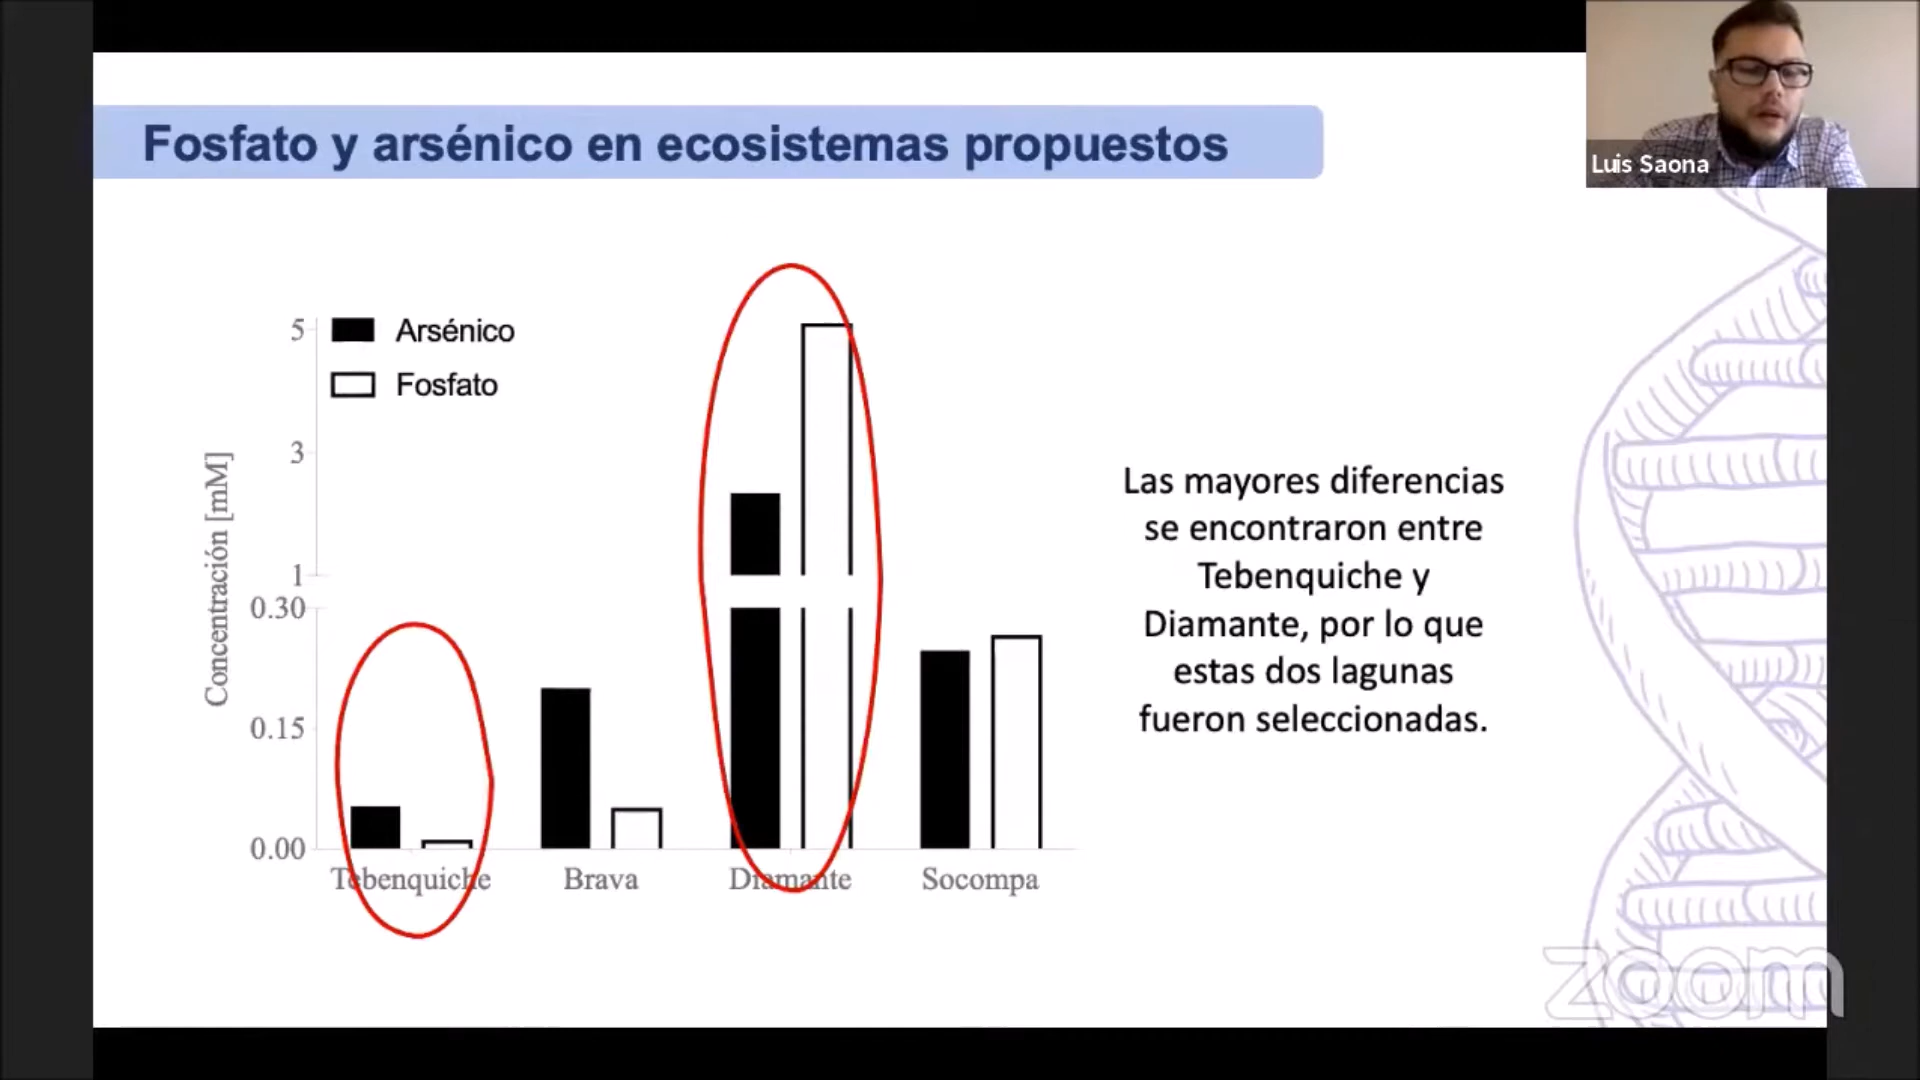 Fosfato y arsénico en ecosistemas propuestos
Luis Saona
Arsénico
Fosfato
Concentración [mM]
5
3
1
0.30
0.15
0.00
Tebenquiche
Brava
Diamante
Socompa
Las mayores diferencias
se encontraron entre
Tebenquiche y
Diamante, por lo que
estas dos lagunas
fueron seleccionadas.
zoom